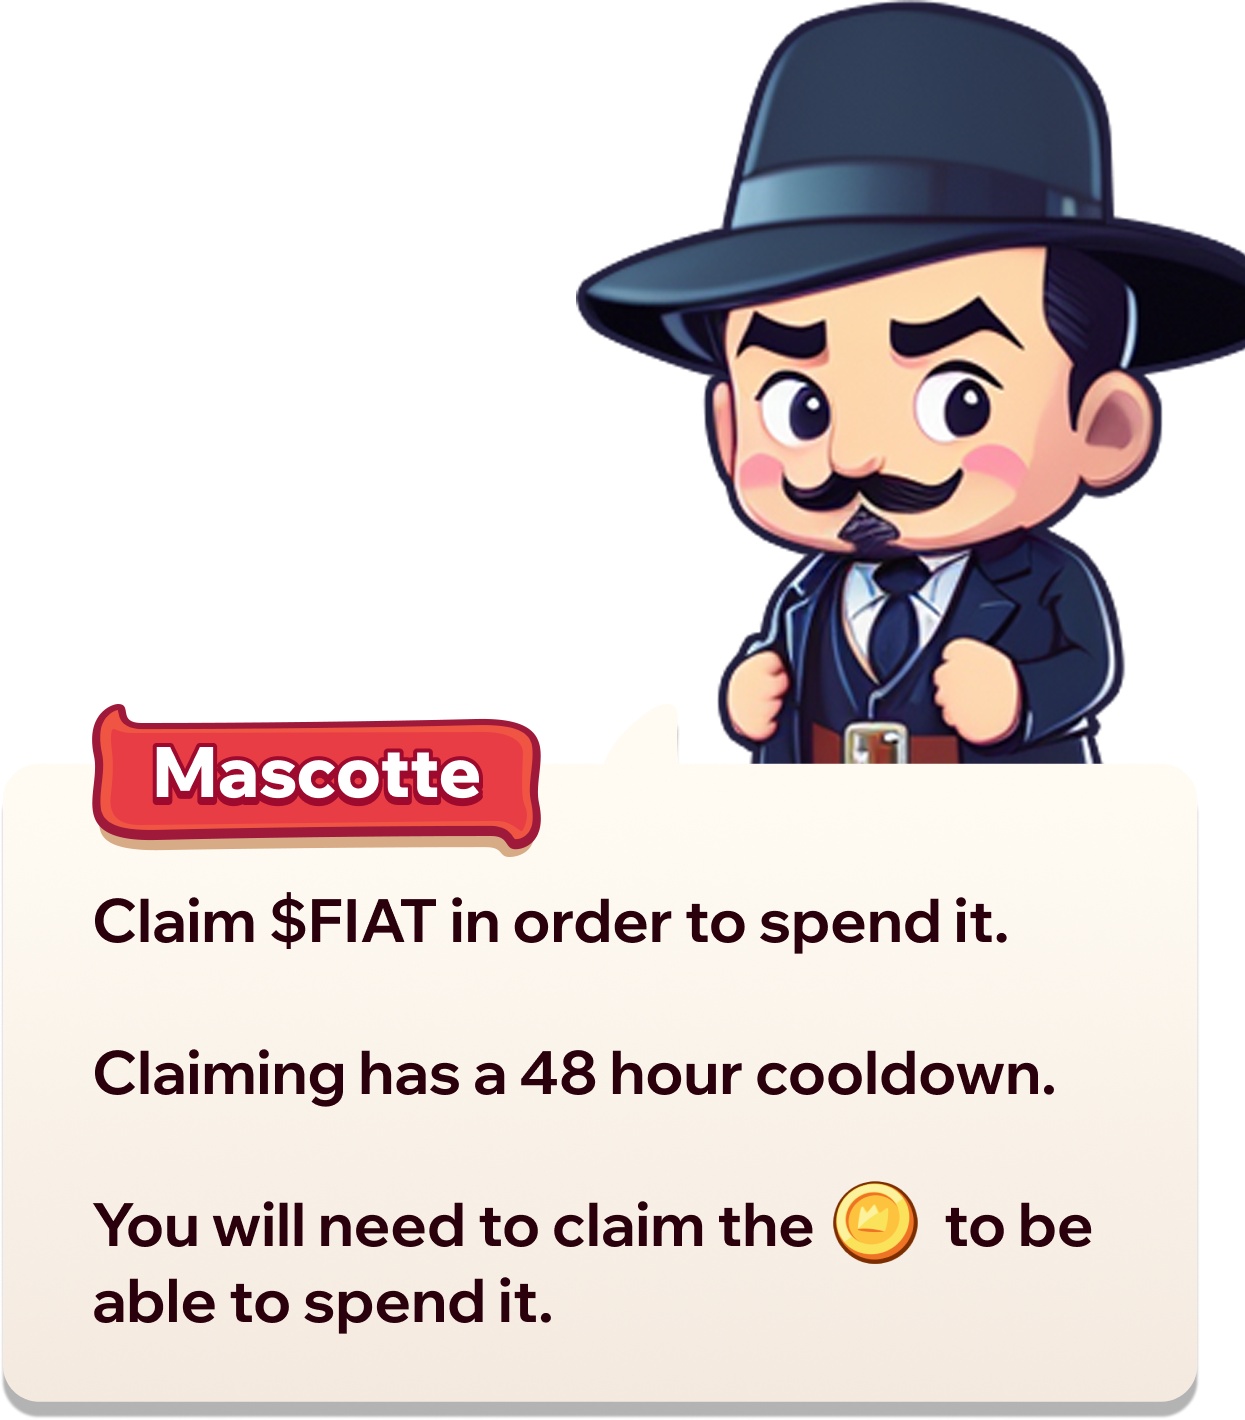 Mascotte
Claim $FIAT in order to spend it.
Claiming has a 48 hour cooldown.
You will need to claim the to be
able to spend it.